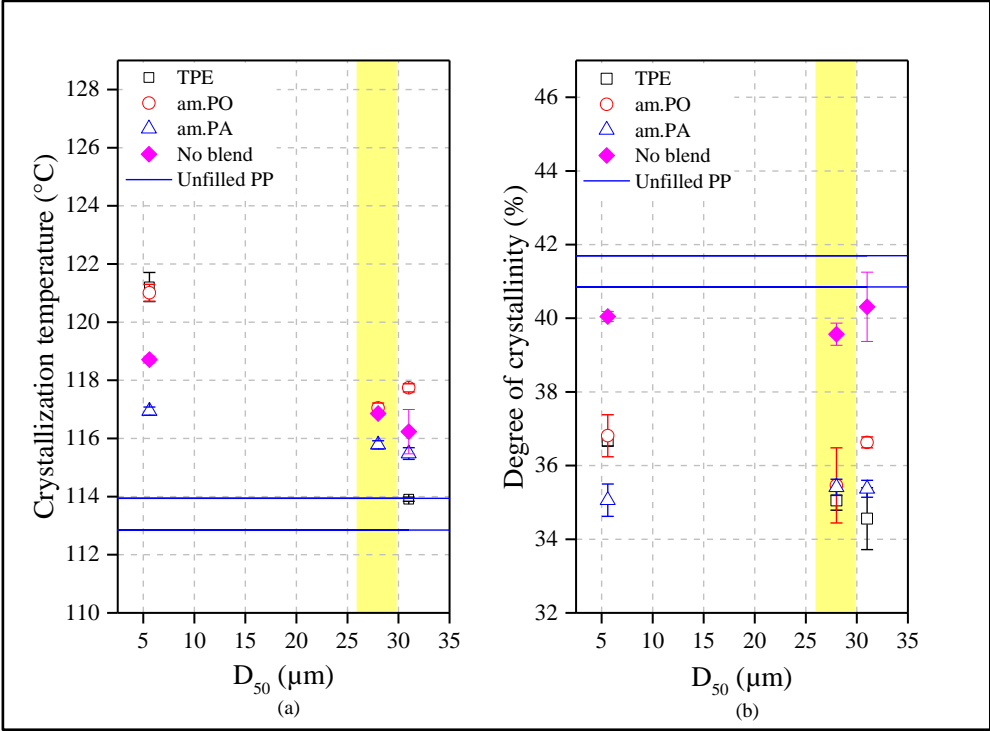 TPE
am.PO
am.PA
No blend
Unfilled PP
Crystallization temperature (°C)
128
126
124
122
120
118
116
114
112
110
5 10 15 20 25 30 35
D50 (µm)
(a)
TPE
am.PO
am.PA
No blend
Unfilled PP
Degree of crystallinity (%)
46
44
42
40
38
36
34
32
5 10 15 20 25 30 35
D50 (µm)
(b)